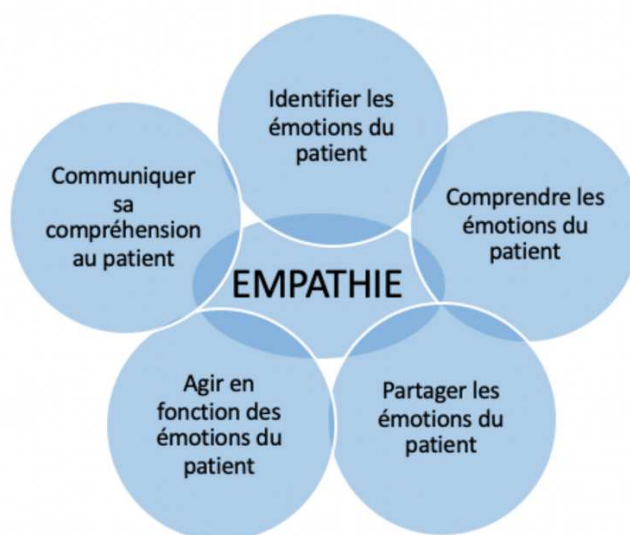 Identifier les
émotions du
patient
Comprendre les
émotions du
patient
Partager les
émotions du
patient
Agir en
fonction des
émotions du
patient
Communiquer
sa
compréhension
au patient
EMPATHIE